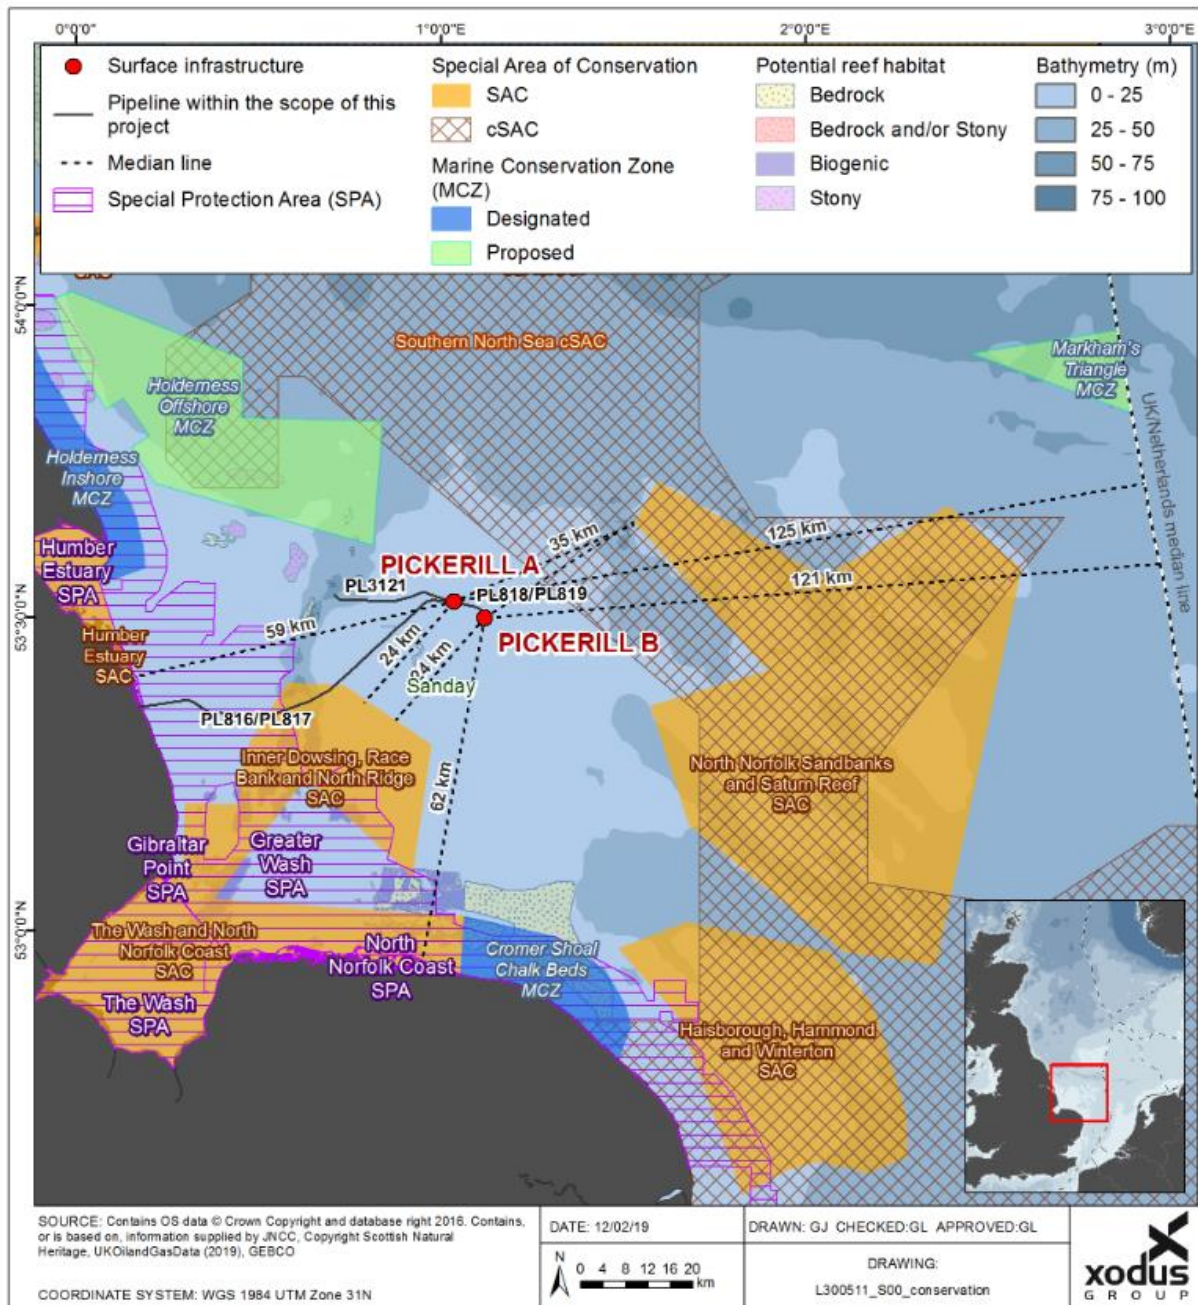 0°0'0"
1°0'0"E
2°0'0"E
3°0'0"E
Surface infrastructure
Pipeline within the scope of this
project
Median line
Special Protection Area (SPA)
Special Area of Conservation
SAC
cSAC
Marine Conservation Zone
(MCZ)
Designated
Proposed
Potential reef habitat
Bedrock
Bedrock and/or Stony
Biogenic
Stony
Bathymetry (m)
0 - 25
25 - 50
50 - 75
75 - 100
54°0'0"N
53°30'0"N
53°0'0"N
SAC
Southern North Sea cSAC
Holderness
Offshore
MCZ
Markham's
Triangle
MCZ
UK/Netherlands median line
Holderness
Inshore
MCZ
Humber
Estuary
SPA
Humber
Estuary
SAC
35 km
125 km
PICKERILL A
PL3121
PL818/PL819
121 km
59 km
24 km
24 km
PICKERILL B
Sanday
PL816/PL817
Inner Dowsing, Race
Bank and North Ridge
SAC
62 km
North Norfolk Sandbanks
and Saturn Reef
SAC
Gibraltar
Point
SPA
Greater
Wash
SPA
The Wash and North
Norfolk Coast
SAC
North
Norfolk Coast
SPA
Cromer Shoal
Chalk Beds
MCZ
The Wash
SPA
Haisborough, Hammond
and Winterton
SAC
SOURCE: Contains OS data © Crown Copyright and database right 2016. Contains,
or is based on, information supplied by JNCC, Copyright Scottish Natural
Heritage, UKOilandGasData (2019), GEBCO
COORDINATE SYSTEM: WGS 1984 UTM Zone 31N
DATE: 12/02/19
N
0 4 8 12 16 20
km
DRAWN: GJ CHECKED:GL APPROVED:GL
DRAWING:
L300511_S00_conservation
xodus
GROUP